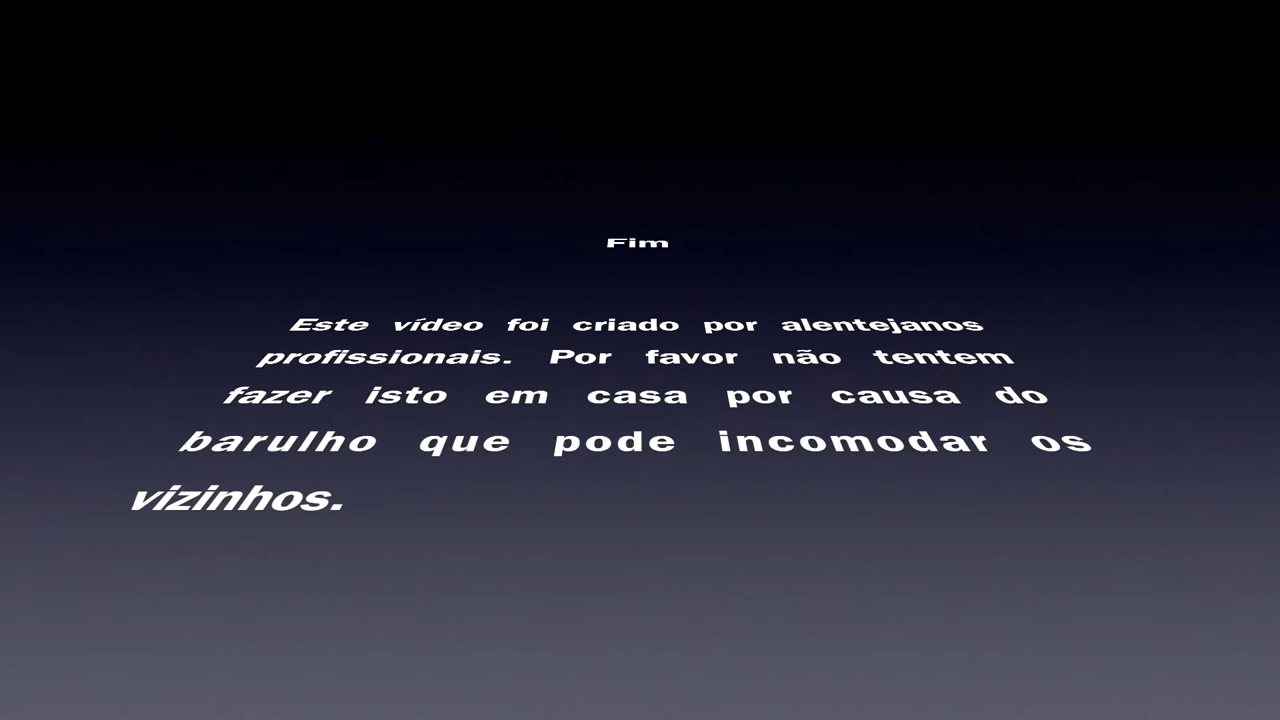 Fim
Este vídeo foi criado por alentejanos
profissionais. Por favor não tentem
fazer isto em casa por causa do
barulho que pode incomodar os
vizinhos.